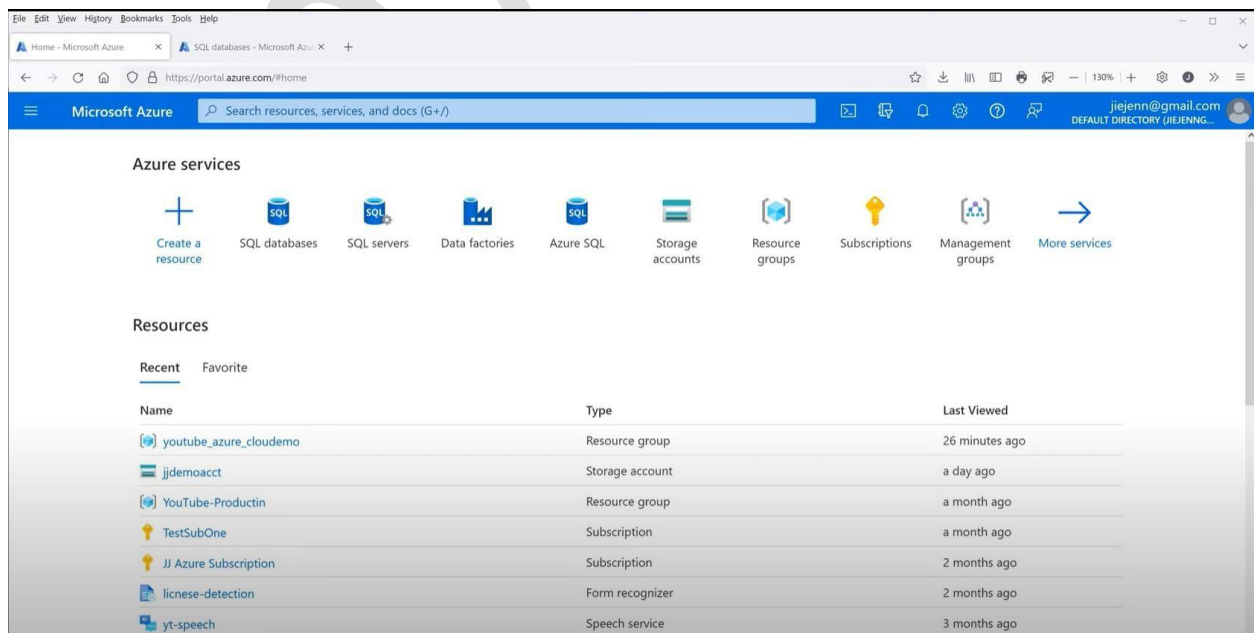 File Edit View History Bookmarks Tools Help
Home - Microsoft Azure
SQL databases - Microsoft Azu
https://portal.azure.com/#home
130%
Microsoft Azure
Search resources, services, and docs (G+/)
jiejenn@gmail.com
DEFAULT DIRECTORY (JIEJENNG...
Azure services
Create a resource
SQL databases
SQL servers
Data factories
Azure SQL
Storage accounts
Resource groups
Subscriptions
Management groups
More services
Resources
Recent Favorite
Name Type Last Viewed
youtube_azure_cloudemo Resource group 26 minutes ago
jjdemoacct Storage account a day ago
YouTube-Productin Resource group a month ago
TestSubOne Subscription a month ago
JJ Azure Subscription Subscription 2 months ago
licnese-detection Form recognizer 2 months ago
yt-speech Speech service 3 months ago